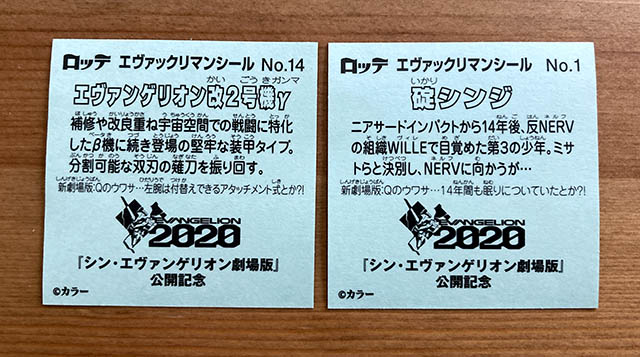 ロッテ エヴァックリマンシール No.14
エヴァンゲリオン改2号機γ
補修や改良重ね宇宙空間での戦闘に特化
したβ機に続き登場の堅牢な装甲タイプ。
分割可能な双刃の薙刀を振り回す。
新劇場版:Qのウワサ…左腕は付替えできるアタッチメント式とか?!
EVANGELION
2020
『シン・エヴァンゲリオン劇場版』
公開記念
©カラー
ロッテ エヴァックリマンシール No.1
碇シンジ
ニアサードインパクトから14年後、反NERV
の組織WILLEで目覚めた第3の少年。ミサ
トらと決別し、NERVに向かうが…
新劇場版:Qのウワサ…14年間も眠りについていたとか?!
EVANGELION
2020
『シン・エヴァンゲリオン劇場版』
公開記念
©カラー